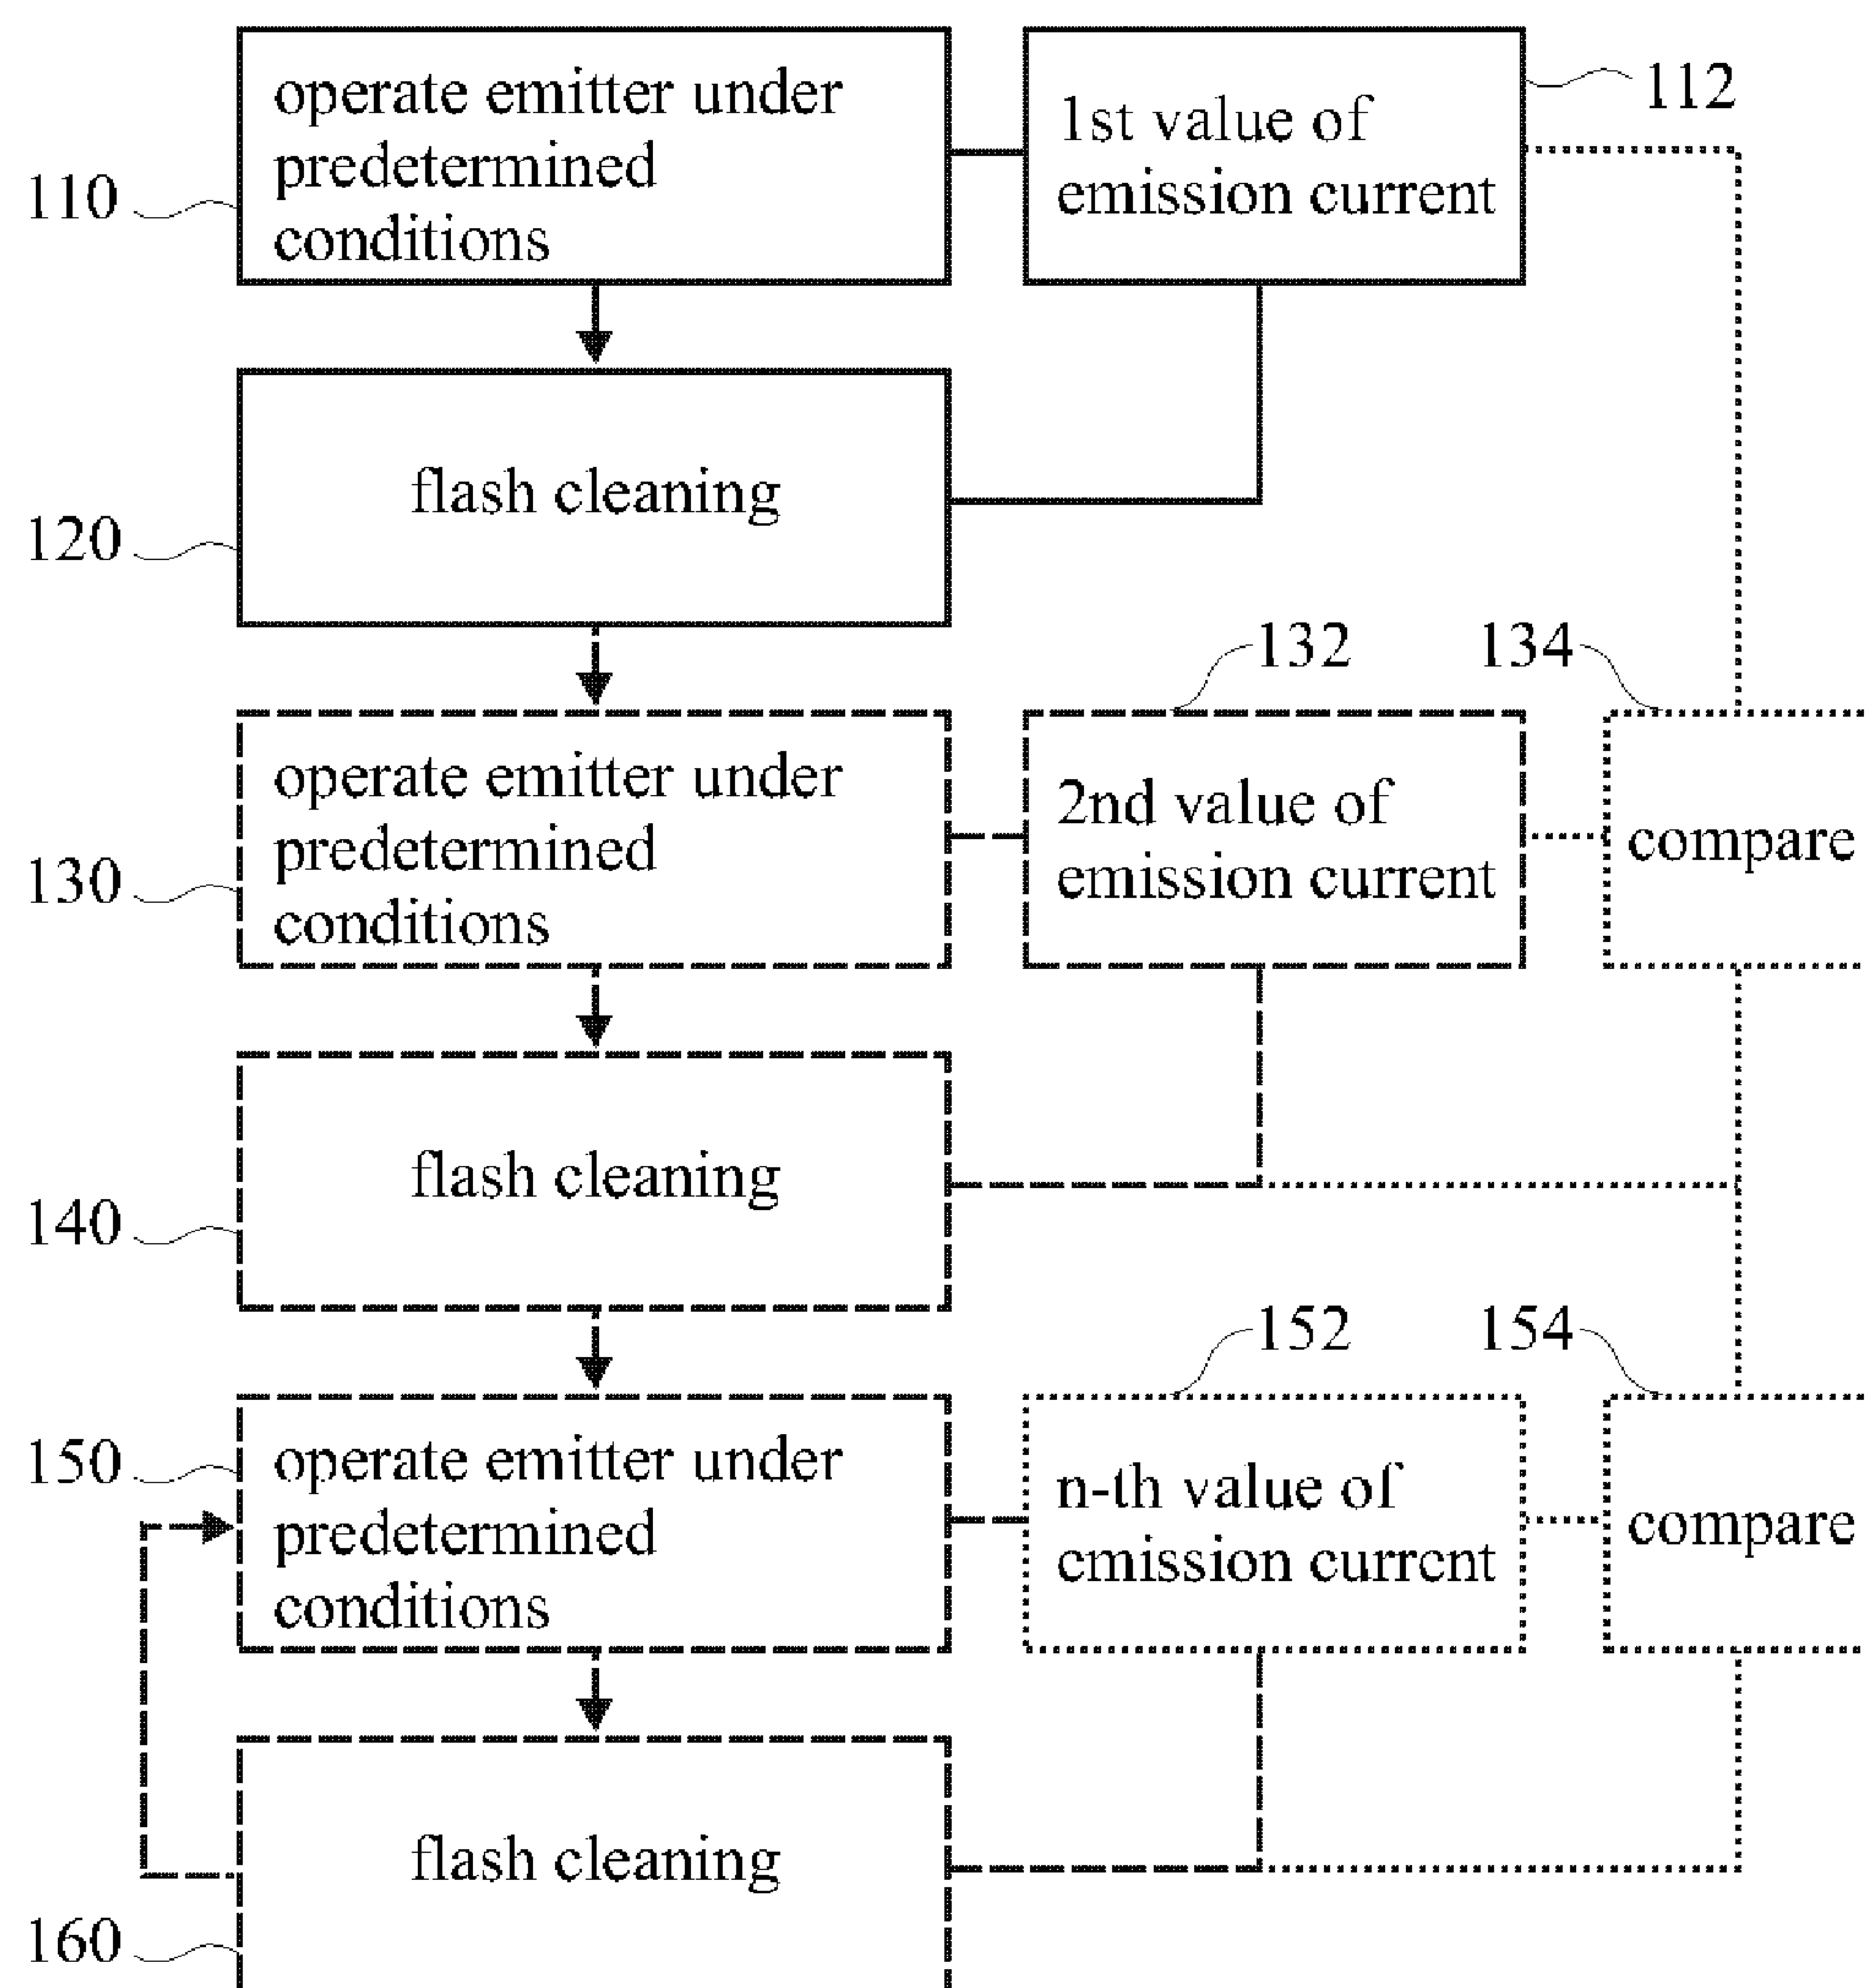 operate emitter under
predetermined
conditions
110
1st value of
emission current
112
flash cleaning
120
132
134
operate emitter under
predetermined
conditions
130
2nd value of
emission current
compare
flash cleaning
140
152
154
150
operate emitter under
predetermined
conditions
n-th value of
emission current
compare
flash cleaning
160